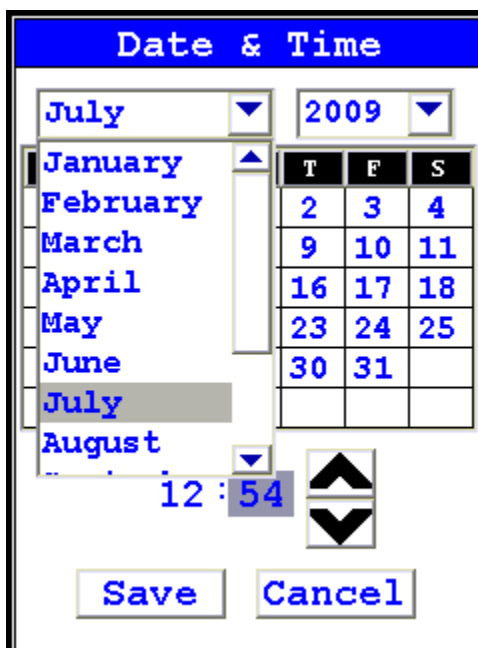 Date & Time
July 2009
January T F S
February 2 3 4
March 9 10 11
April 16 17 18
May 23 24 25
June 30 31
July
August
12:54
Save Cancel